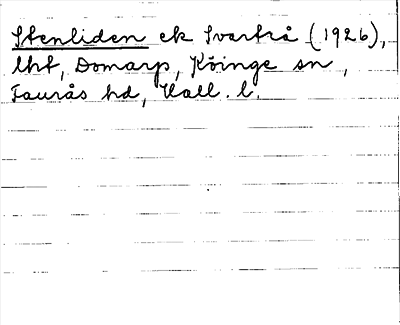 Stenliden ek Svartrå (1926),
lht, Domarp, Köinge sn,
Faurås hd, Hall. l.